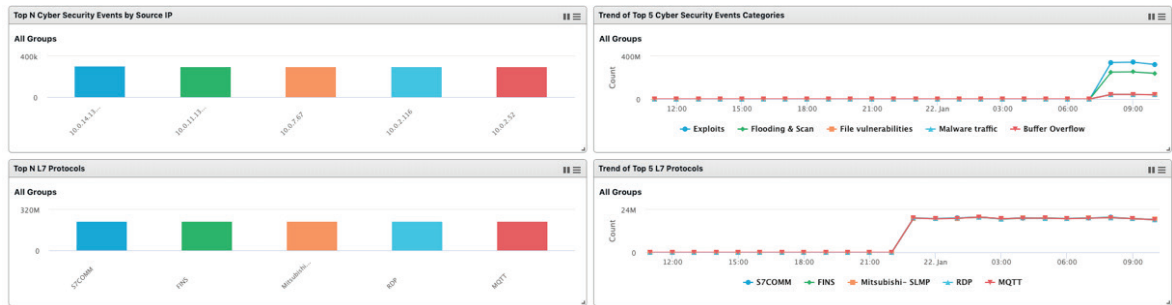 Top N Cyber Security Events by Source IP
All Groups
400k
0
10.0.14.13...
10.0.11.13...
10.0.7.67
10.0.2.116
10.0.2.52
Trend of Top 5 Cyber Security Events Categories
All Groups
Count
400M
0
12:00 15:00 18:00 21:00 22. Jan 03:00 06:00 09:00
Exploits Flooding & Scan File vulnerabilities Malware traffic Buffer Overflow
Top N L7 Protocols
All Groups
320M
0
S7COMM
FINS
Mitsubishi...
RDP
MQTT
Trend of Top 5 L7 Protocols
All Groups
Count
24M
0
12:00 15:00 18:00 21:00 22. Jan 03:00 06:00 09:00
S7COMM FINS Mitsubishi- SLMP RDP MQTT